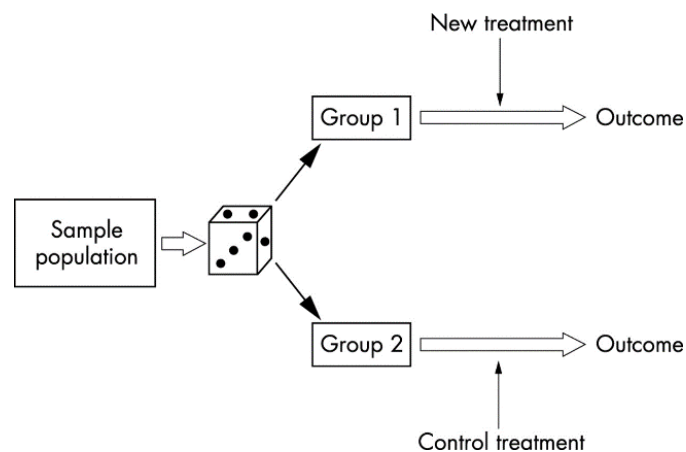 New treatment
Group 1
Outcome
Sample
population
Group 2
Outcome
Control treatment